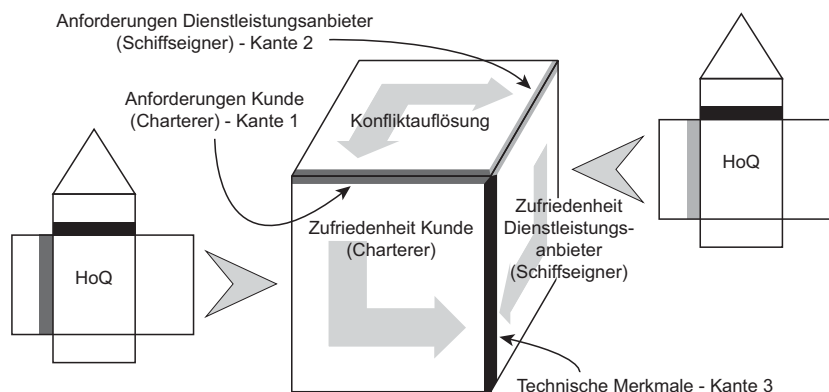 Anforderungen Dienstleistungsanbieter
(Schiffseigner) - Kante 2
Anforderungen Kunde
(Charterer) - Kante 1
Konfliktauflösung
HoQ
Zufriedenheit Kunde
(Charterer)
Zufriedenheit
Dienstleistungs-
anbieter
(Schiffseigner)
HoQ
Technische Merkmale - Kante 3